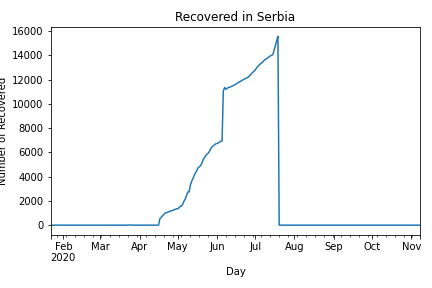 Recovered in Serbia
Number of Recovered
16000
14000
12000
10000
8000
6000
4000
2000
0
Feb Mar Apr May Jun Jul Aug Sep Oct Nov
2020
Day